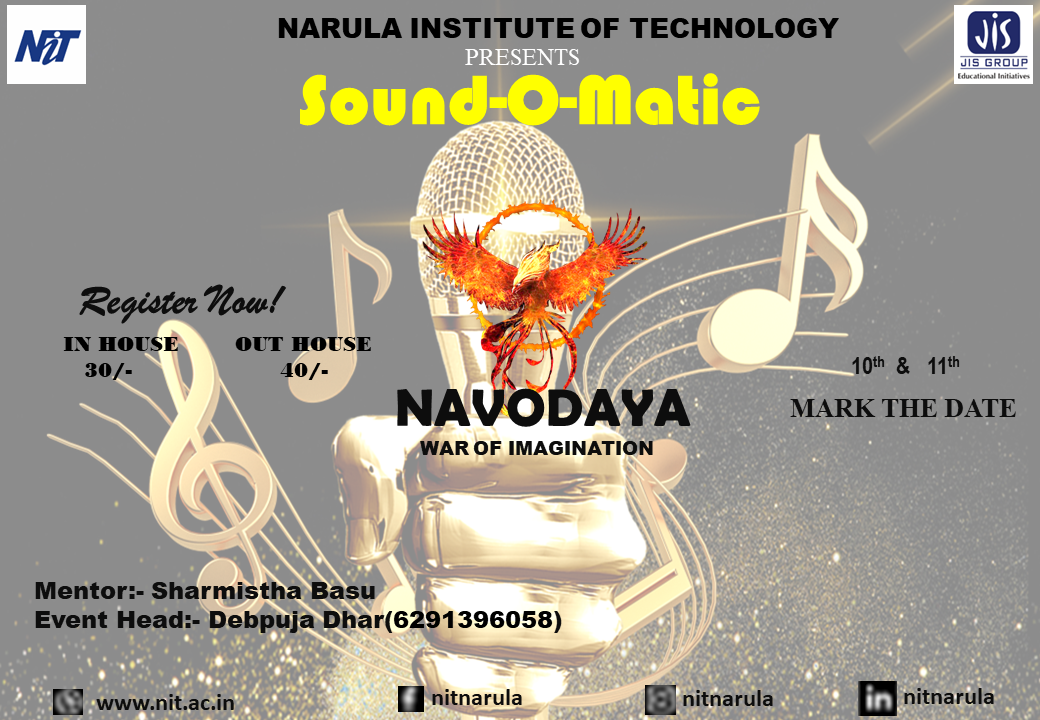 NiT
NARULA INSTITUTE OF TECHNOLOGY
JIS
JIS GROUP
Educational Initiatives
PRESENTS
Sound-O-Matic
Register Now!
IN HOUSE OUT HOUSE
30/- 40/-
10th & 11th
MARK THE DATE
NAVODAYA
WAR OF IMAGINATION
Mentor:- Sharmistha Basu
Event Head:- Debpuja Dhar(6291396058)
www.nit.ac.in
f nitnarula
nitnarula
in nitnarula